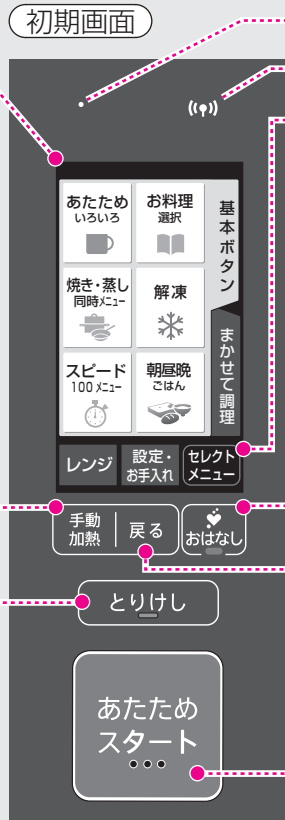 初期画面
あたため
いろいろ
お料理
選択
基本ボタン
焼き・蒸し
同時メニュー
解凍
まかせて調理
スピード
100メニュー
朝昼晩
ごはん
レンジ
設定・
お手入れ
セレクト
メニュー
手動
加熱
戻る
おはなし
とりけし
あたため
スタート